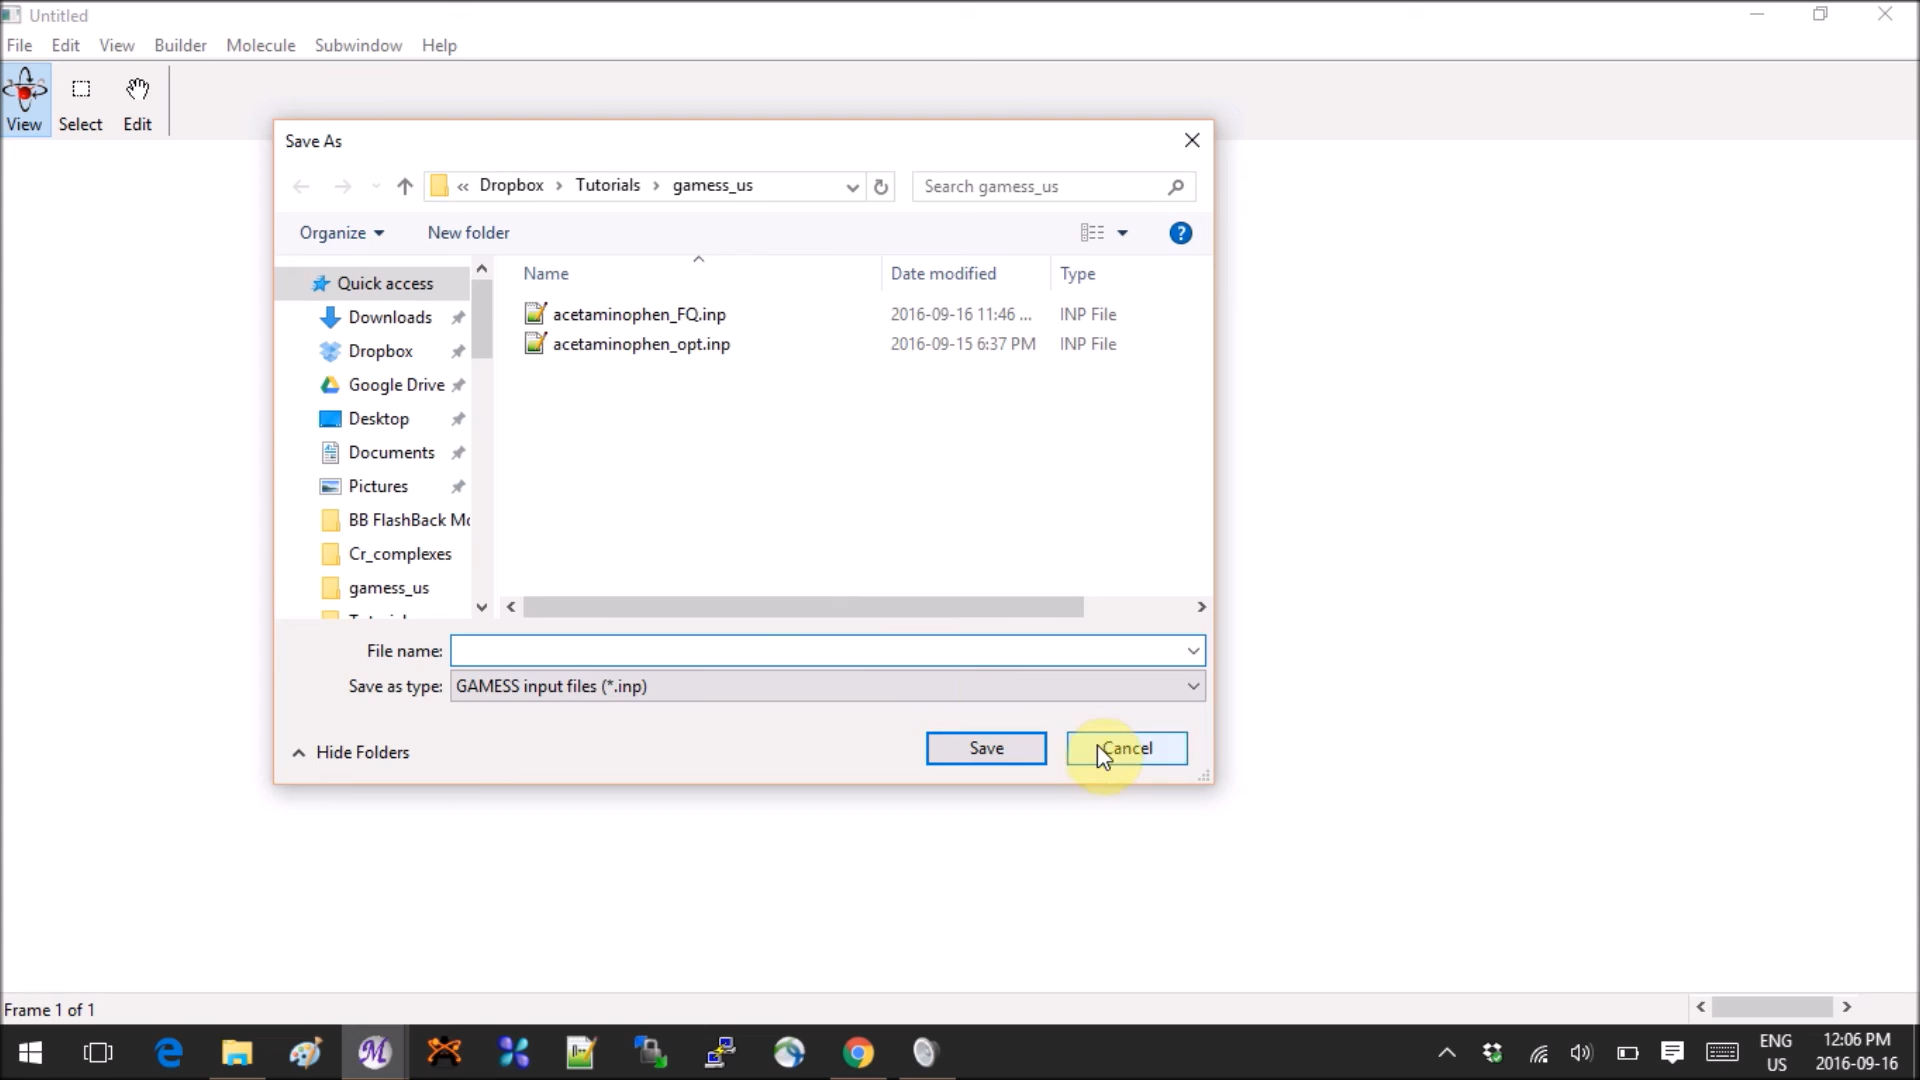 Untitled
File Edit View Builder Molecule Subwindow Help
View Select Edit
Save As
« Dropbox › Tutorials › gamess_us
Search gamess_us
Organize New folder
?
Name Date modified Type
Quick access
Downloads
Dropbox
Google Drive
Desktop
Documents
Pictures
BB FlashBack Mo
Cr_complexes
gamess_us
acetaminophen_FQ.inp 2016-09-16 11:46 ... INP File
acetaminophen_opt.inp 2016-09-15 6:37 PM INP File
File name:
Save as type: GAMESS input files (*.inp)
Hide Folders
Save Cancel
Frame 1 of 1
ENG
US
12:06 PM
2016-09-16